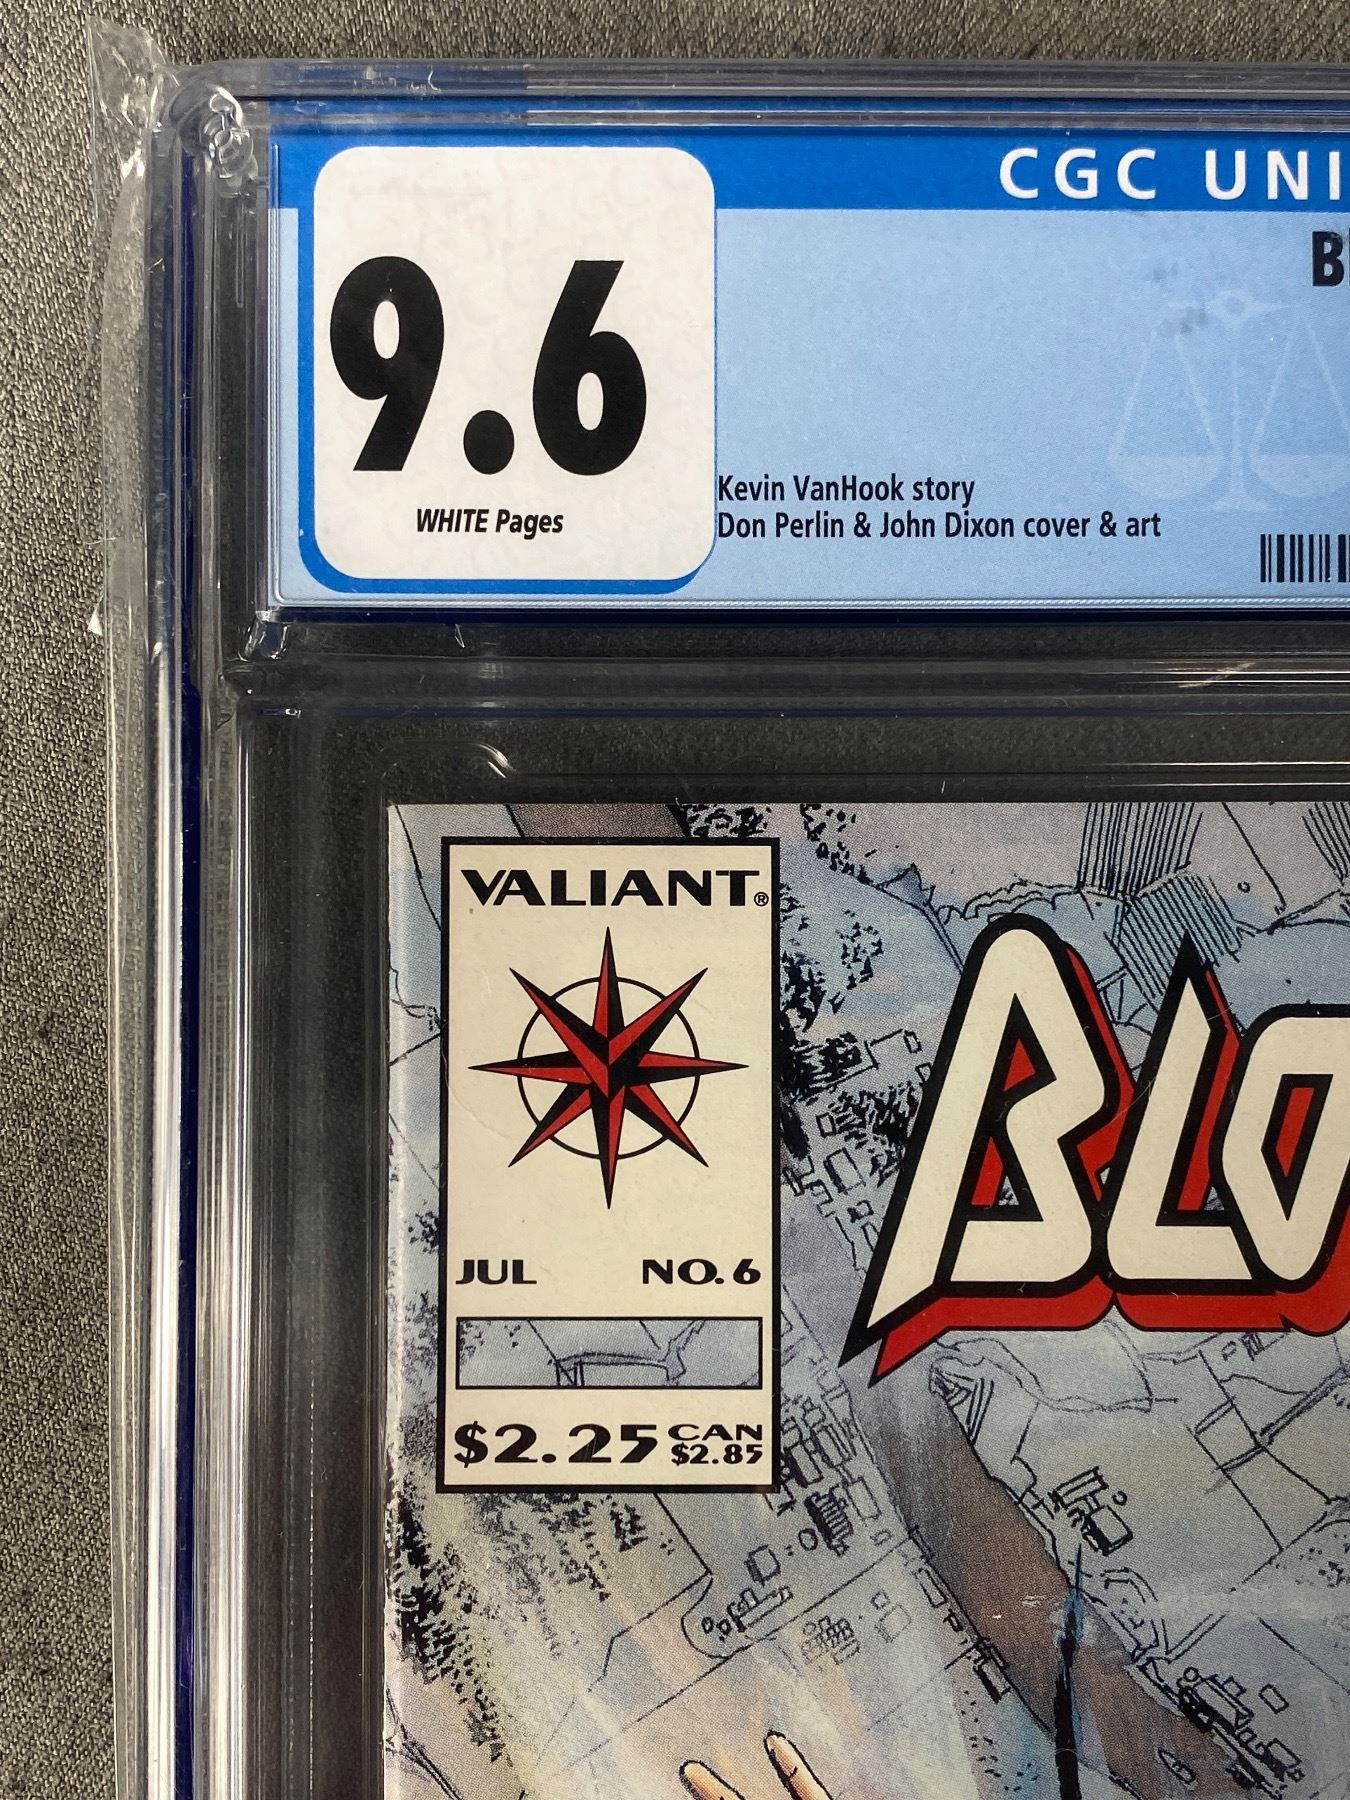 CGC UNI
B
9.6
WHITE Pages
Kevin VanHook story
Don Perlin & John Dixon cover & art
VALIANT®
JUL NO. 6
$2.25 CAN $2.85
BLO